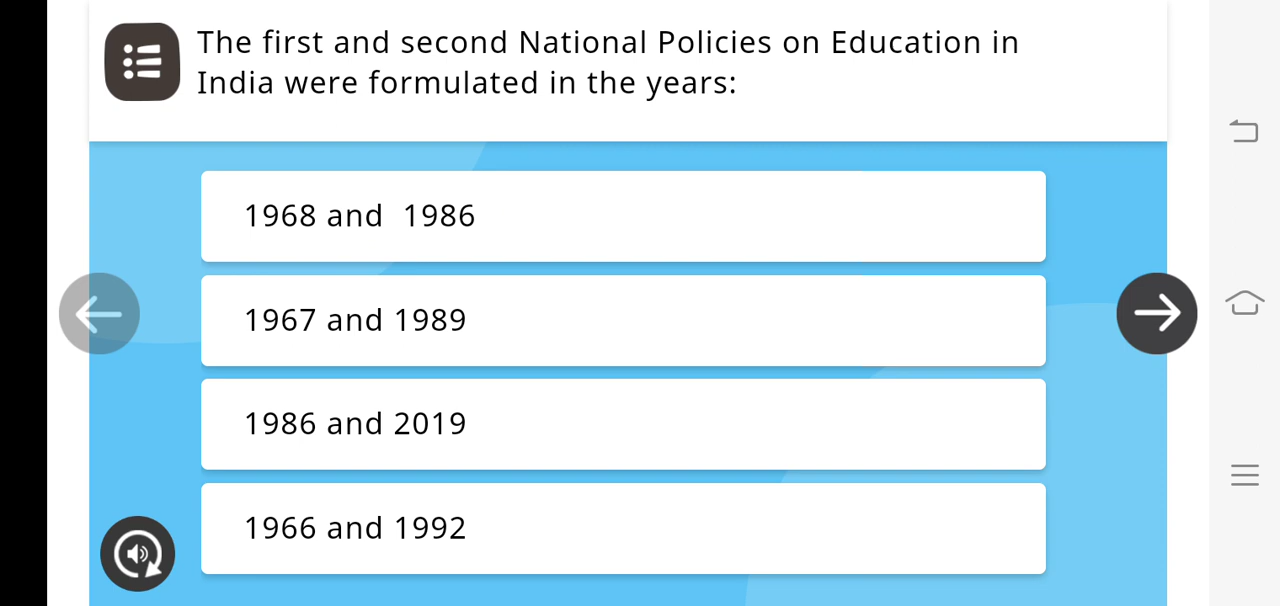 The first and second National Policies on Education in
India were formulated in the years:
1968 and  1986
1967 and 1989
1986 and 2019
1966 and 1992